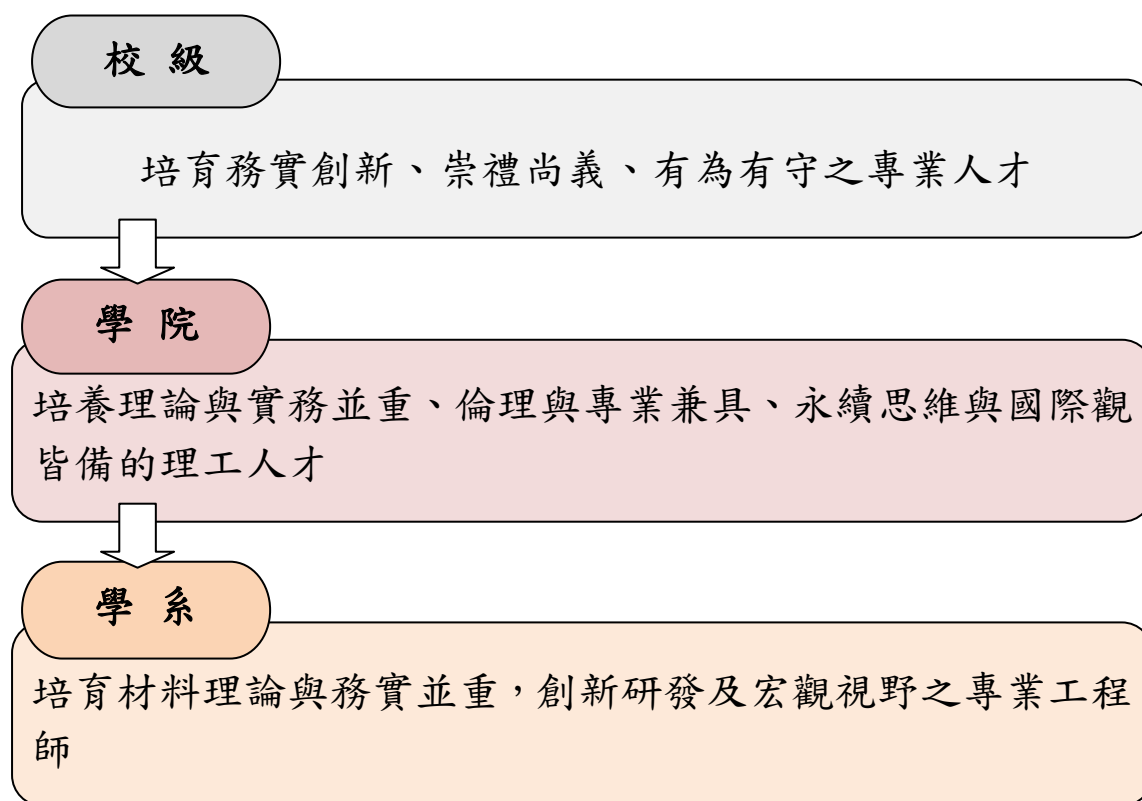 校 級
培育務實創新、崇禮尚義、有為有守之專業人才
學 院
培養理論與實務並重、倫理與專業兼具、永續思維與國際觀
皆備的理工人才
學 系
培育材料理論與務實並重，創新研發及宏觀視野之專業工程
師